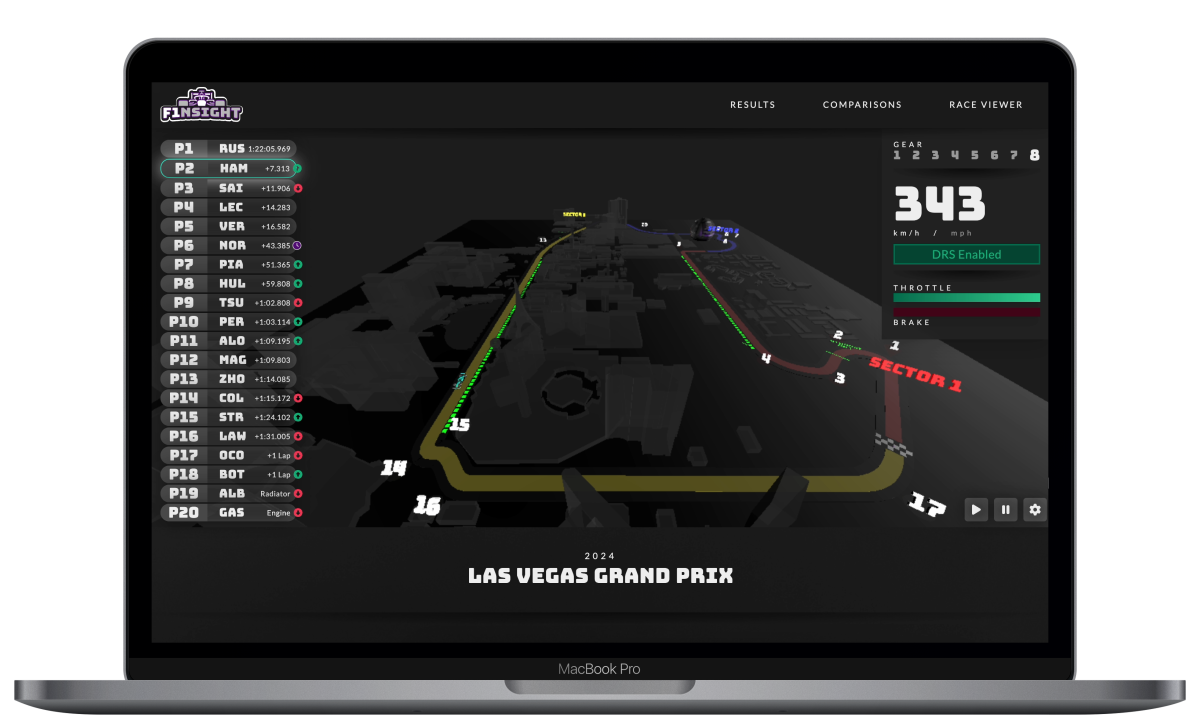 F1NSIGHT
RESULTS COMPARISONS RACE VIEWER
P1 RUS 1:22:05.969
P2 HAM +7.313
P3 SAI +11.906
P4 LEC +14.283
P5 VER +16.582
P6 NOR +43.385
P7 PIA +51.365
P8 HUL +59.808
P9 TSU +1:02.808
P10 PER +1:03.114
P11 ALO +1:09.195
P12 MAG +1:09.803
P13 ZHO +1:14.085
P14 COL +1:15.172
P15 STR +1:24.102
P16 LAW +1:31.005
P17 OCO +1 Lap
P18 BOT +1 Lap
P19 ALB Radiator
P20 GAS Engine
GEAR
1 2 3 4 5 6 7 8
343
km/h / mph
DRS Enabled
THROTTLE
BRAKE
13
5
7
6
2
1
4
3
SECTOR 1
15
14
16
17
2024
LAS VEGAS GRAND PRIX
MacBook Pro